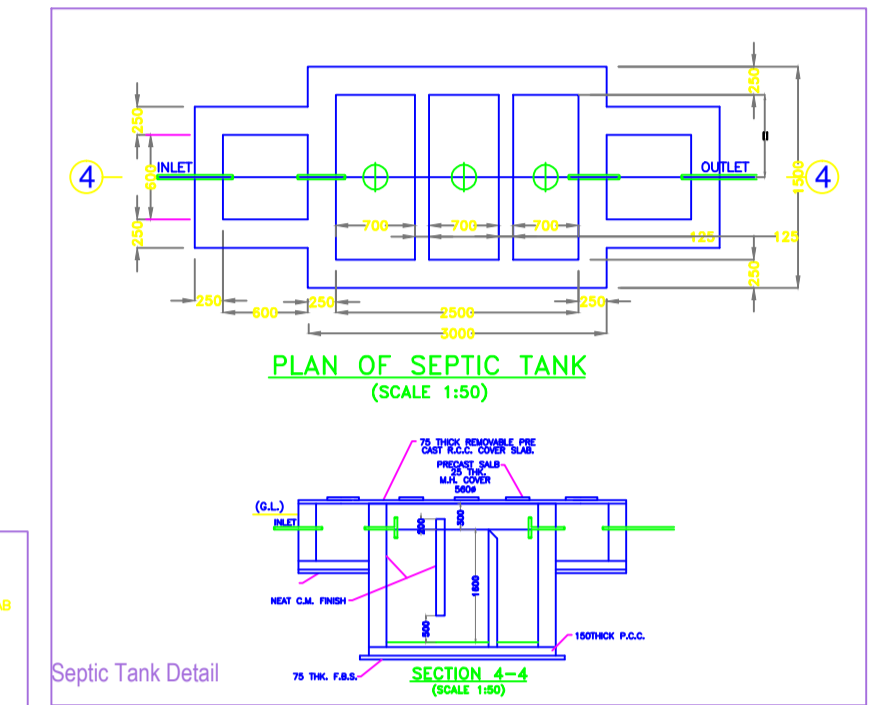 250
250
4
INLET
600
OUTLET
1500
4
700
700
700
125
125
250
250
250
600
250
2500
250
3000
PLAN OF SEPTIC TANK
(SCALE 1:50)
75 THICK REMOVABLE PRE
CAST R.C.C. COVER SLAB.
PRECAST SALB
25 THK.
M.H. COVER
560ø
(G.L.)
INLET
200
300
1600
NEAT C.M. FINISH
500
150THICK P.C.C.
75 THK. F.B.S.
SECTION 4-4
(SCALE 1:50)
Septic Tank Detail